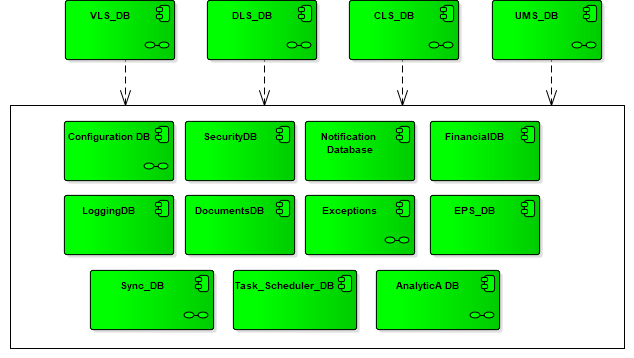 VLS_DB
DLS_DB
CLS_DB
UMS_DB
Configuration DB
SecurityDB
Notification
Database
FinancialDB
LoggingDB
DocumentsDB
Exceptions
EPS_DB
Sync_DB
Task_Scheduler_DB
AnalyticA DB